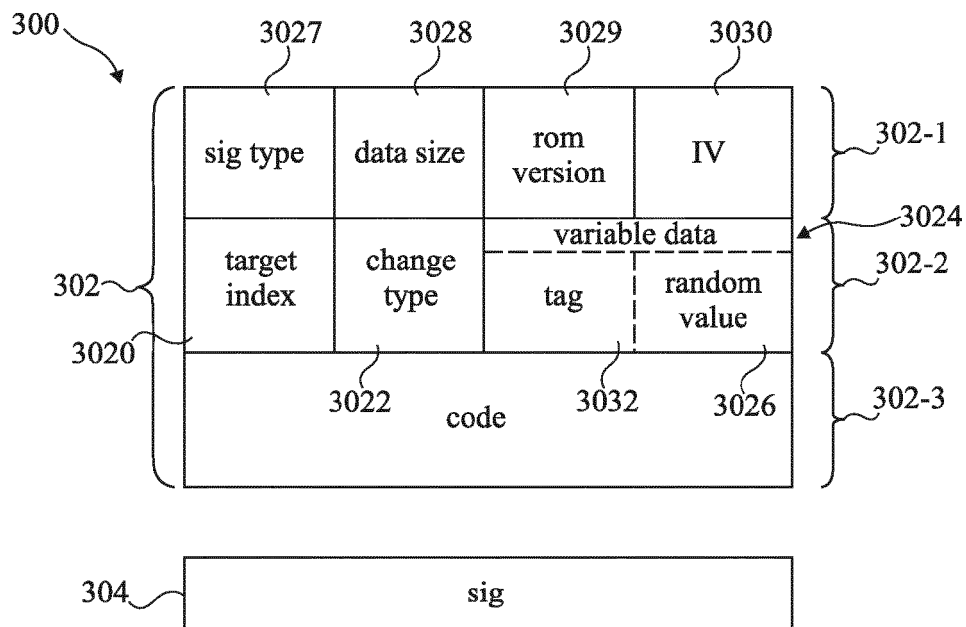 300
3027 3028 3029 3030
sig type data size rom version IV
302-1
3024
variable data
target index change type tag random value
302-2
302
3020
3022 3032 3026
code
302-3
304
sig